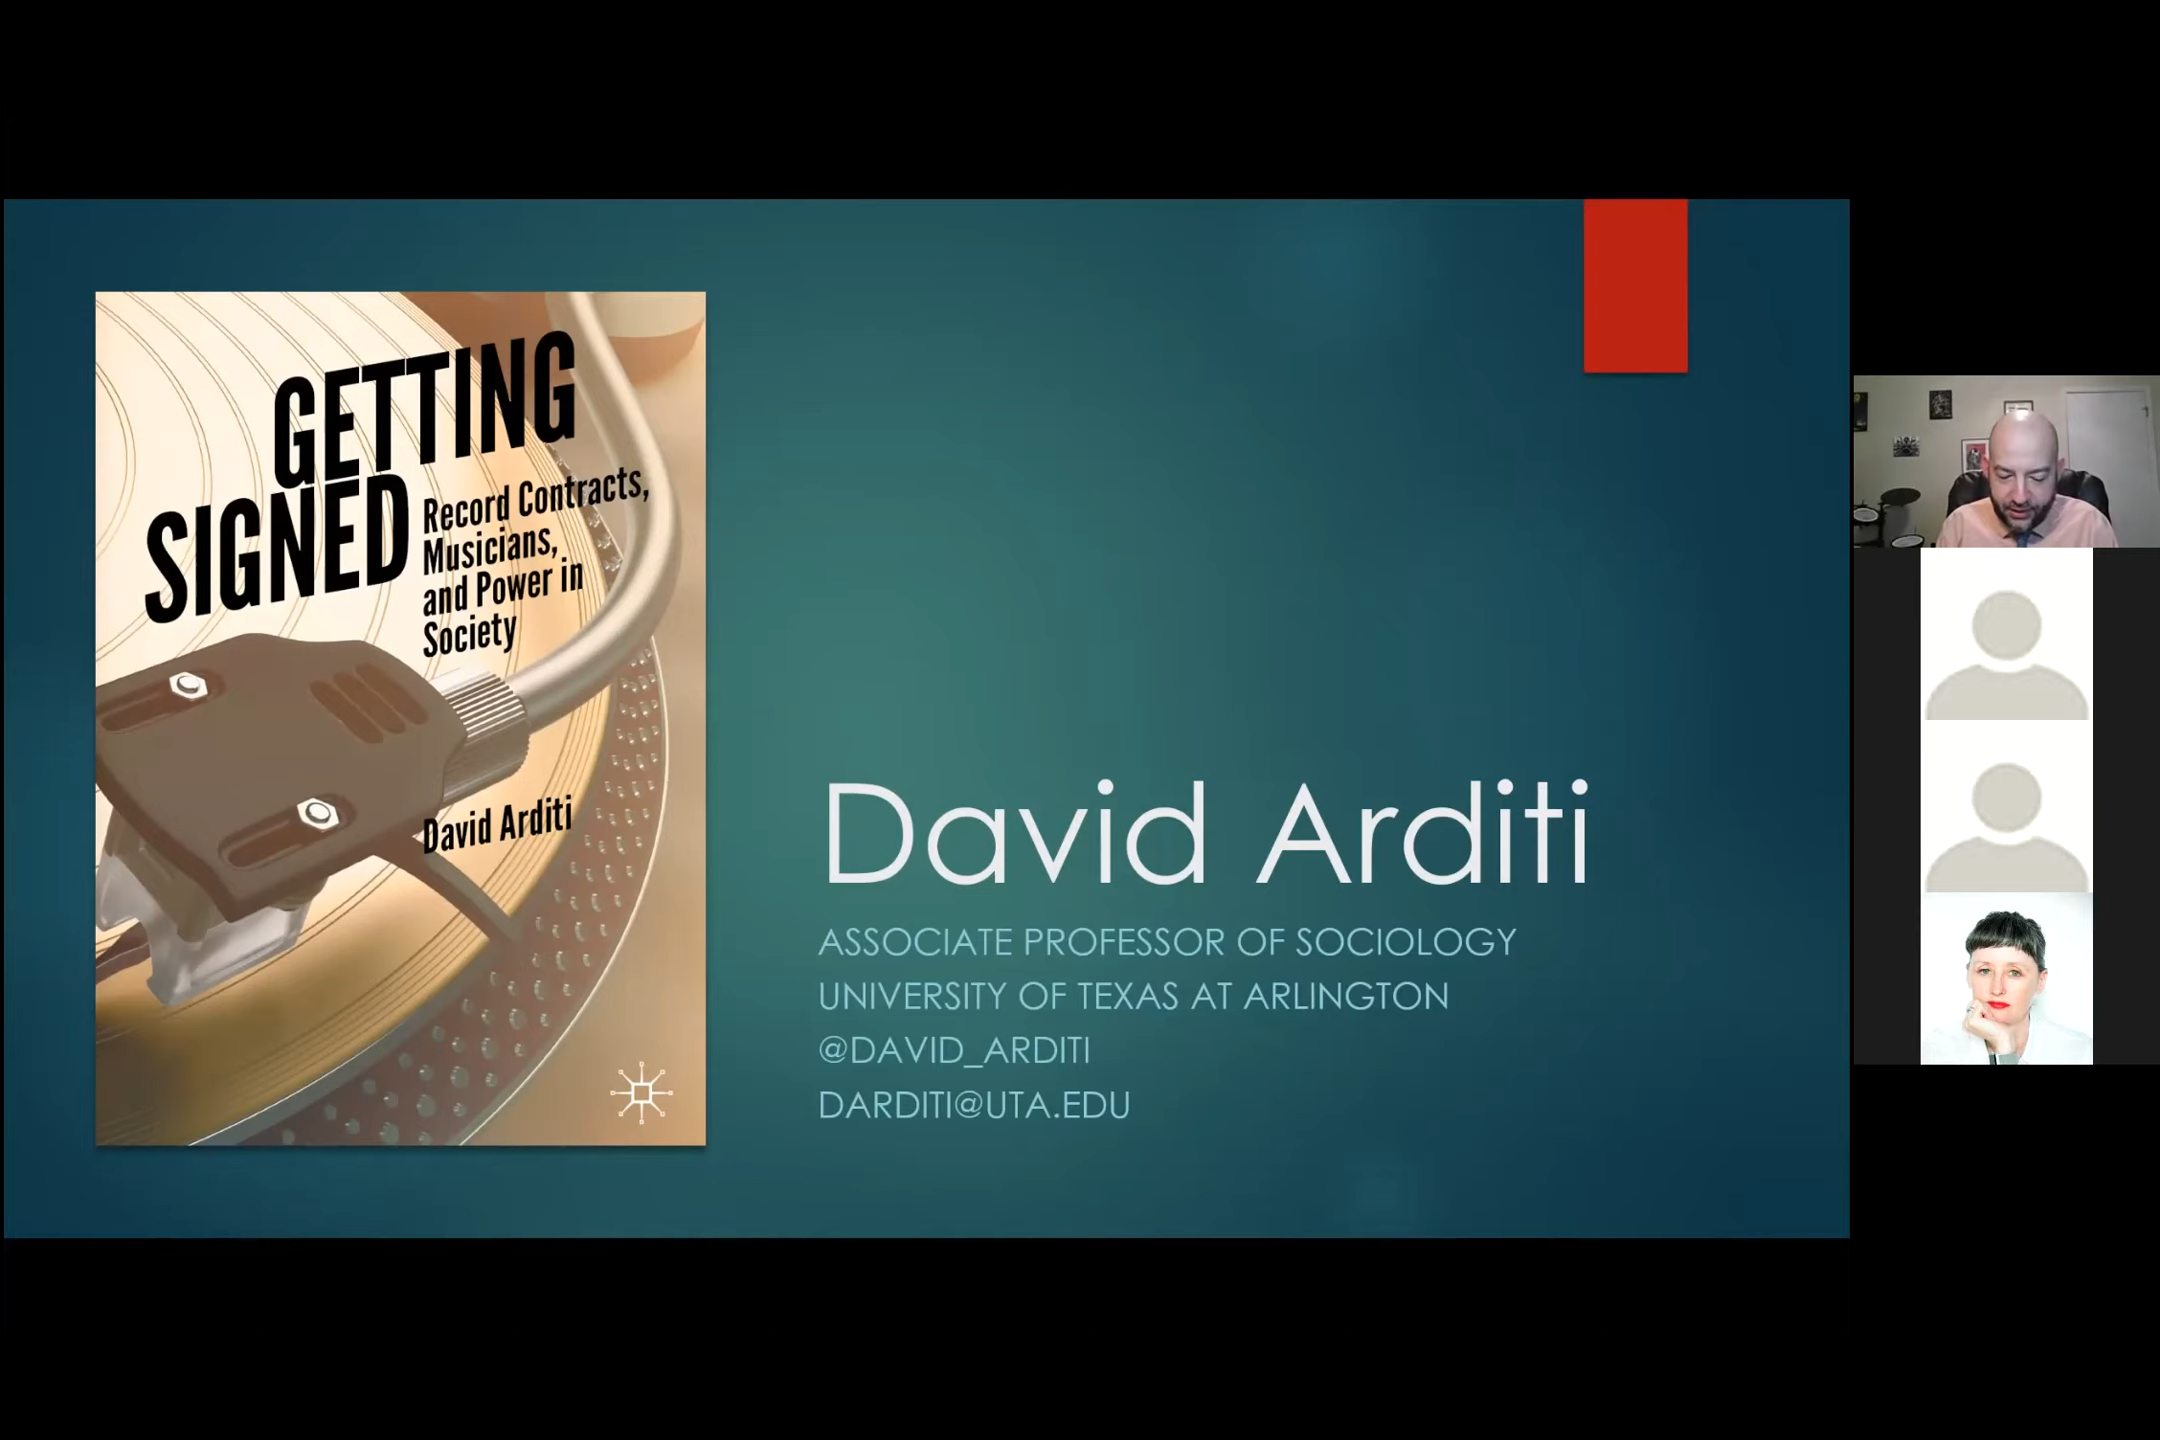 GETTING
SIGNED
Record Contracts,
Musicians,
and Power in
Society
David Arditi
David Arditi
ASSOCIATE PROFESSOR OF SOCIOLOGY
UNIVERSITY OF TEXAS AT ARLINGTON
@DAVID_ARDITI
DARDITI@UTA.EDU